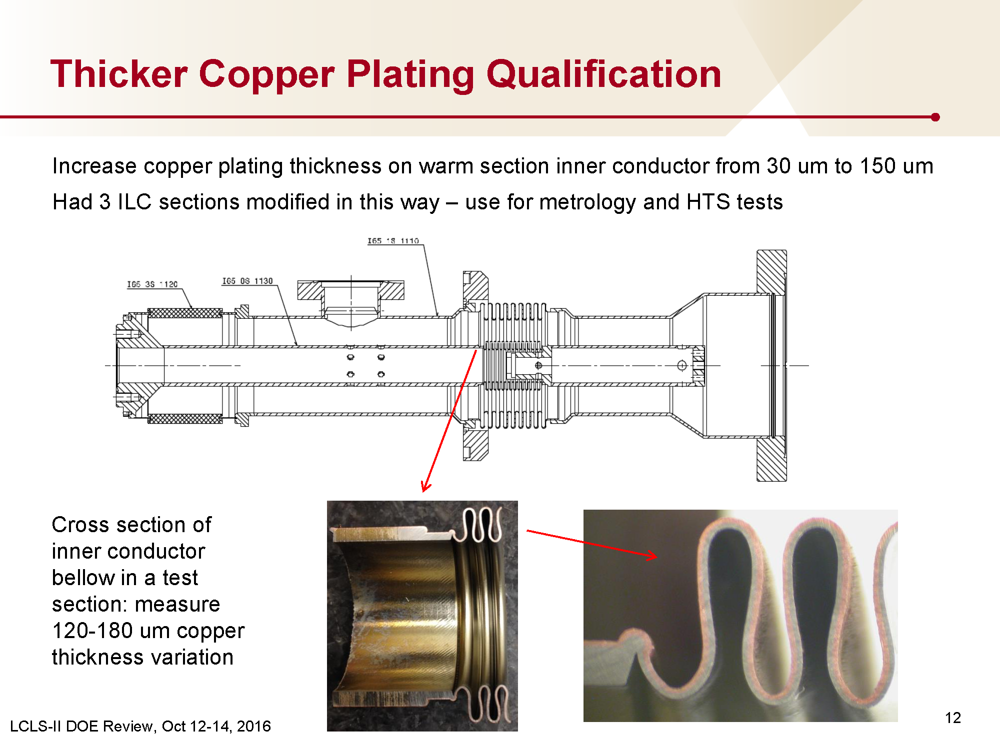 Thicker Copper Plating Qualification
Increase copper plating thickness on warm section inner conductor from 30 um to 150 um
Had 3 ILC sections modified in this way – use for metrology and HTS tests
I65 1S 1110
I65 3S 1120
I65 0S 1130
Cross section of
inner conductor
bellow in a test
section: measure
120-180 um copper
thickness variation
LCLS-II DOE Review, Oct 12-14, 2016
12